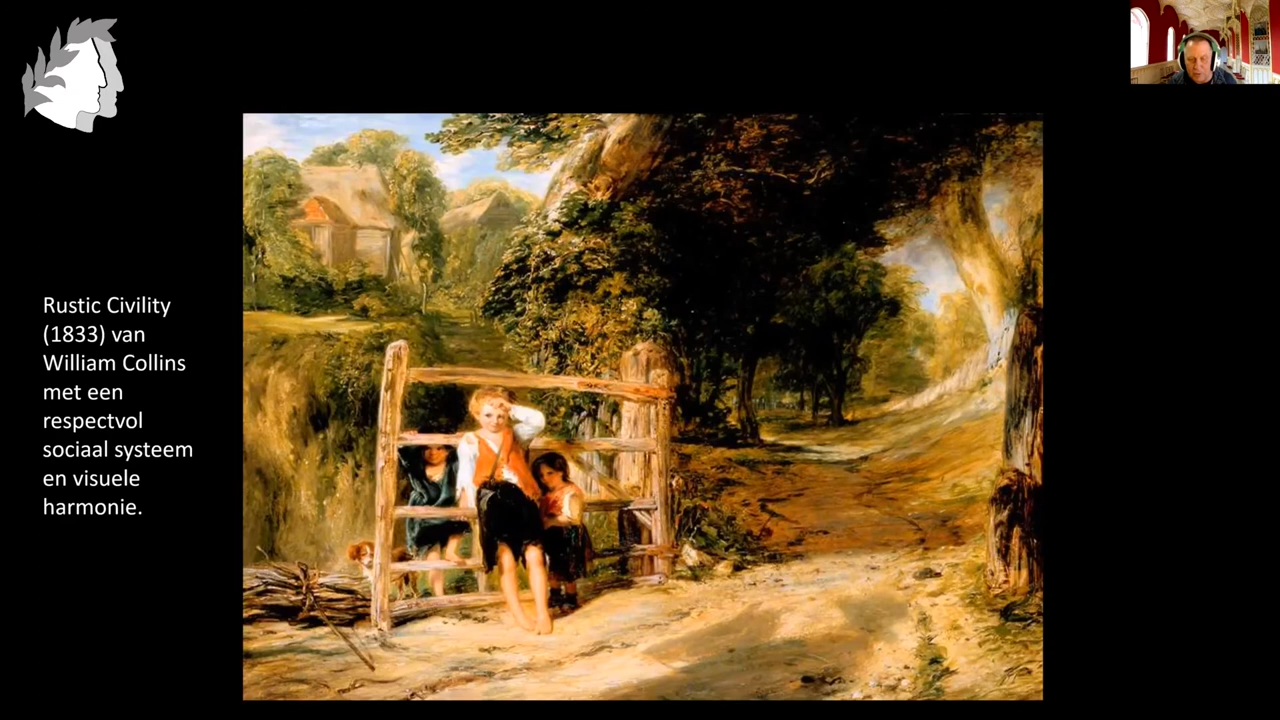 Rustic Civility
(1833) van
William Collins
met een
respectvol
sociaal systeem
en visuele
harmonie.